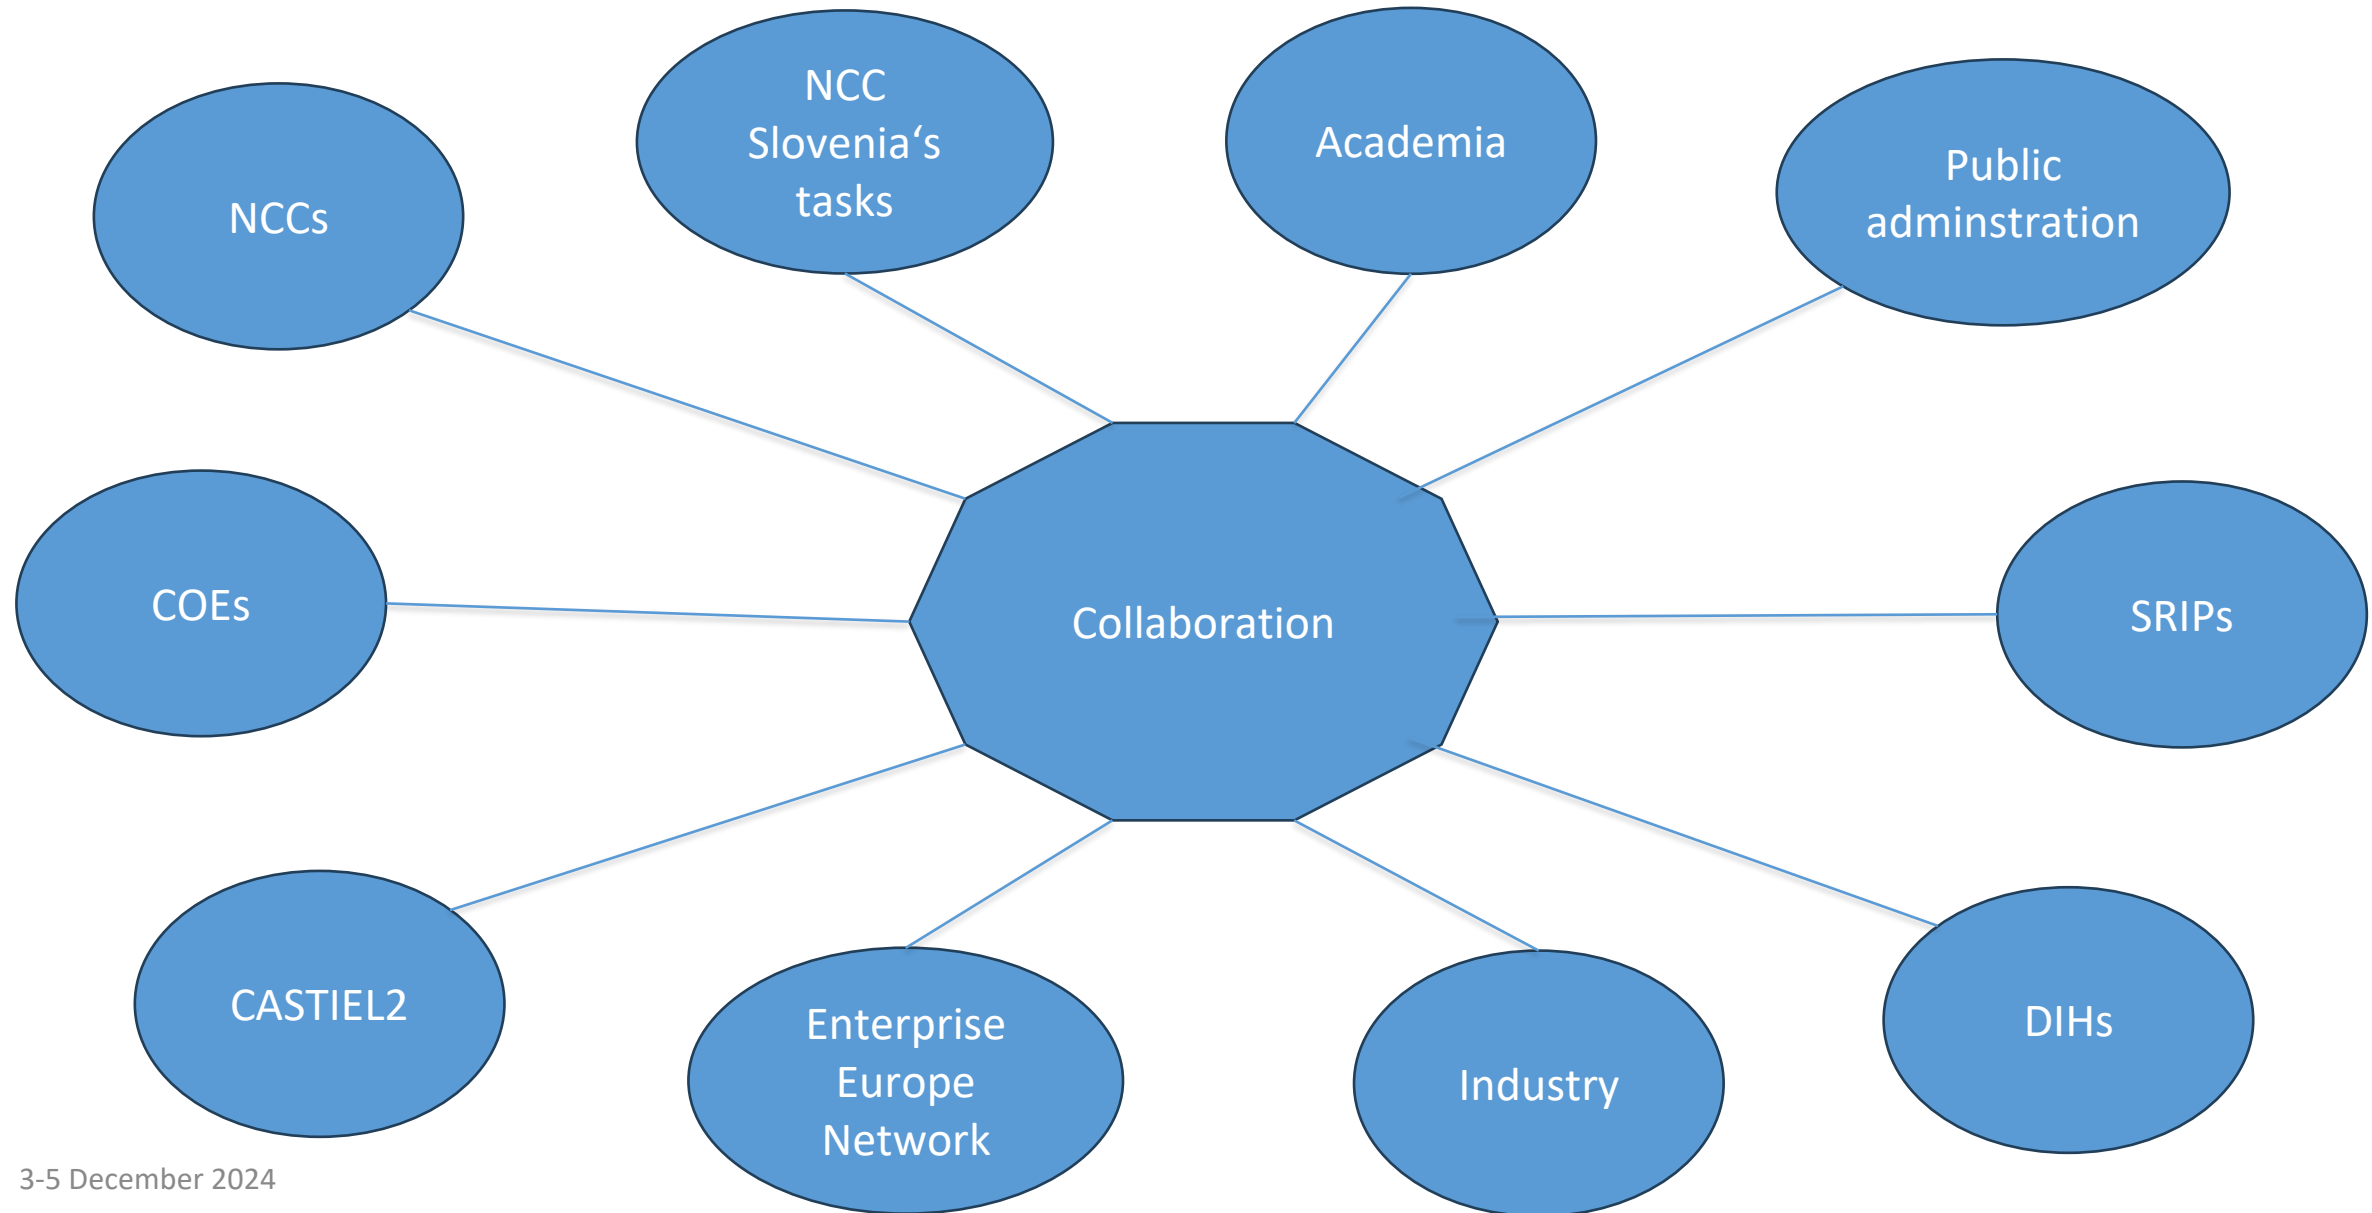 NCC
Slovenia‘s
tasks
Academia
Public
adminstration
NCCs
COEs
Collaboration
SRIPs
CASTIEL2
Enterprise
Europe
Network
Industry
DIHs
3-5 December 2024